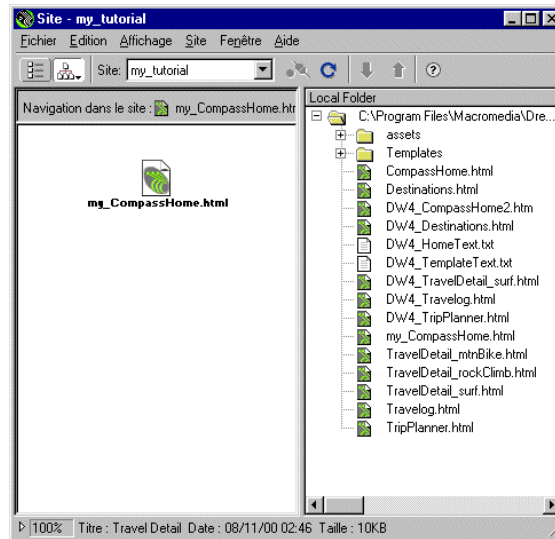 Site - my_tutorial
Fichier Edition Affichage Site Fenêtre Aide
Site: my_tutorial
Navigation dans le site : my_CompassHome.htr
my_CompassHome.html
Local Folder
C:\Program Files\Macromedia\Dre...
assets
Templates
CompassHome.html
Destinations.html
DW4_CompassHome2.htm
DW4_Destinations.html
DW4_HomeText.txt
DW4_TemplateText.txt
DW4_TravelDetail_surf.html
DW4_Travelog.html
DW4_TripPlanner.html
my_CompassHome.html
TravelDetail_mtnBike.html
TravelDetail_rockClimb.html
TravelDetail_surf.html
Travelog.html
TripPlanner.html
100% Titre : Travel Detail Date : 08/11/00 02:46 Taille : 10KB